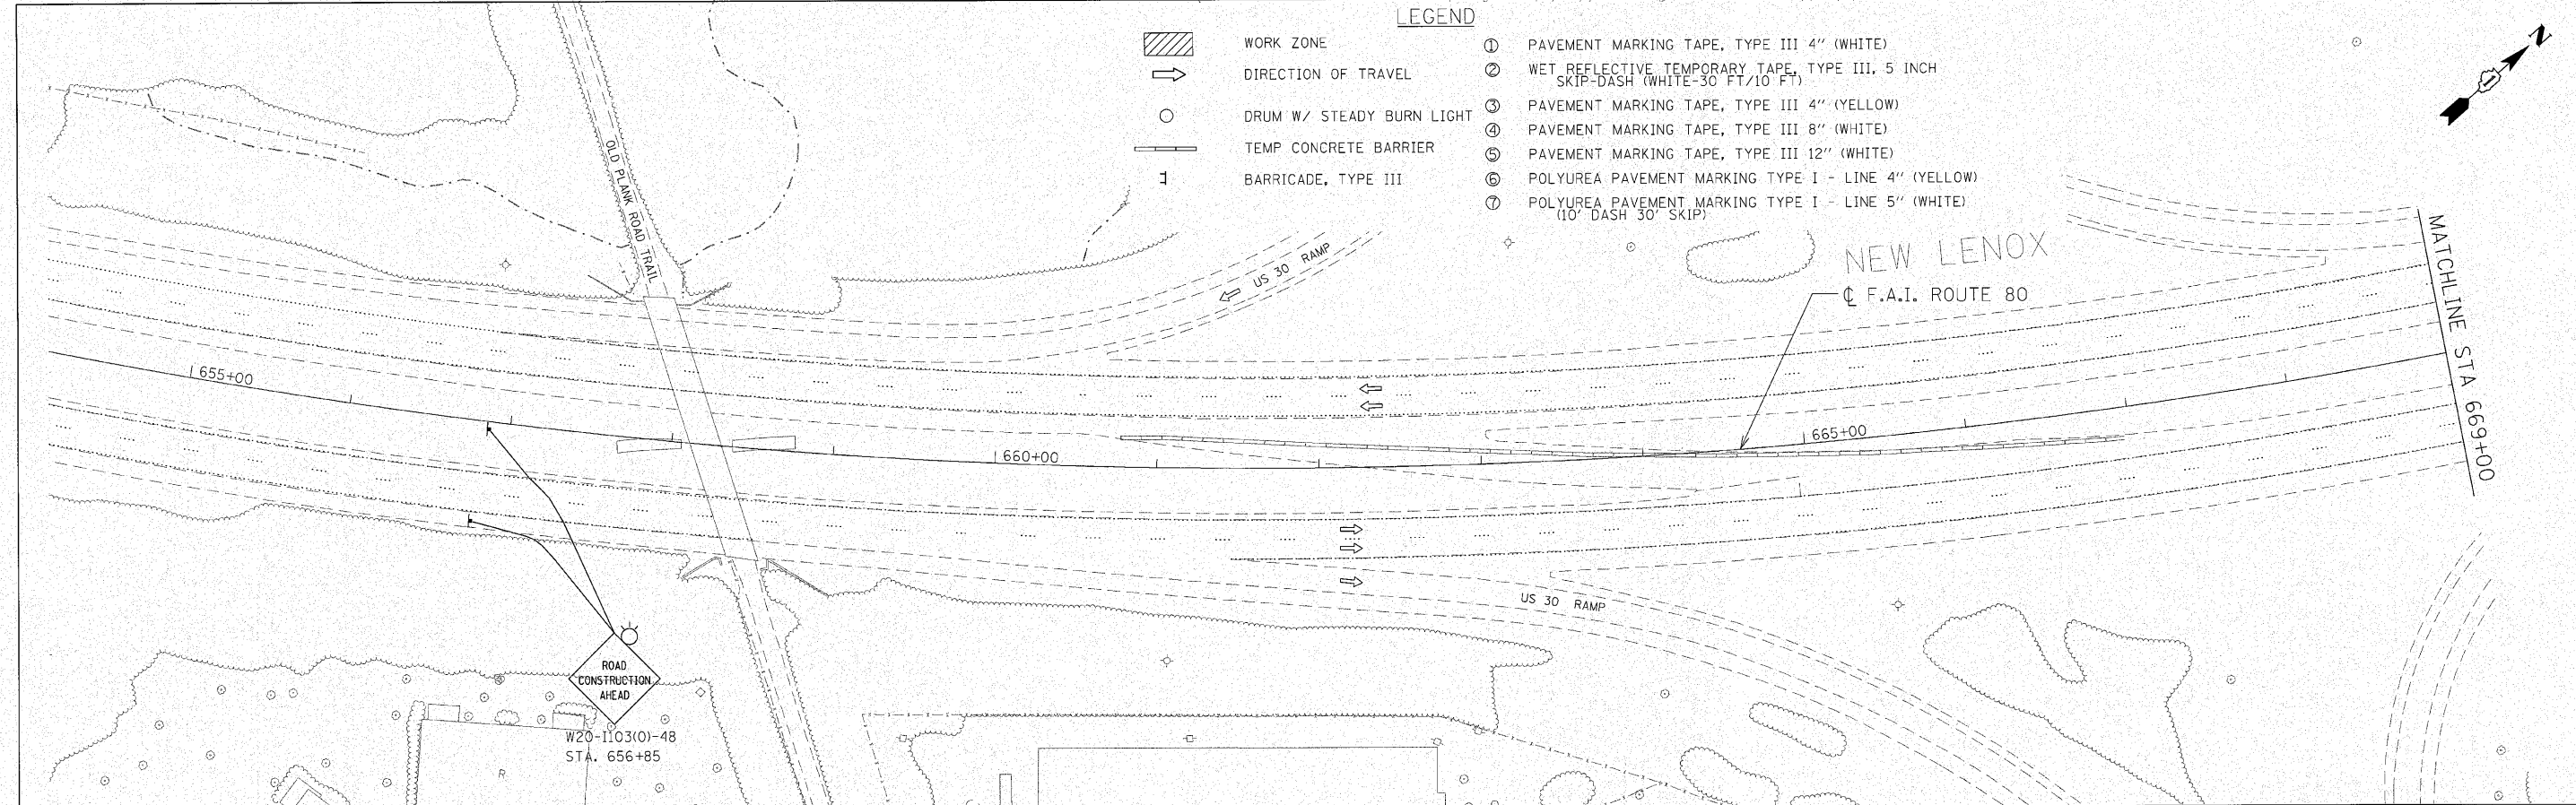 LEGEND
WORK ZONE
DIRECTION OF TRAVEL
DRUM W/ STEADY BURN LIGHT
TEMP CONCRETE BARRIER
BARRICADE, TYPE III
① PAVEMENT MARKING TAPE, TYPE III 4" (WHITE)
② WET REFLECTIVE TEMPORARY TAPE, TYPE III, 5 INCH
SKIP-DASH (WHITE-30 FT/10 FT)
③ PAVEMENT MARKING TAPE, TYPE III 4" (YELLOW)
④ PAVEMENT MARKING TAPE, TYPE III 8" (WHITE)
⑤ PAVEMENT MARKING TAPE, TYPE III 12" (WHITE)
⑥ POLYUREA PAVEMENT MARKING TYPE I - LINE 4" (YELLOW)
⑦ POLYUREA PAVEMENT MARKING TYPE I - LINE 5" (WHITE)
(10' DASH 30' SKIP)
N
OLD PLANK ROAD TRAIL
US 30 RAMP
NEW LENOX
℄ F.A.I. ROUTE 80
MATCHLINE STA 669+00
655+00
660+00
665+00
US 30 RAMP
ROAD
CONSTRUCTION
AHEAD
W20-I103(0)-48
STA. 656+85
R